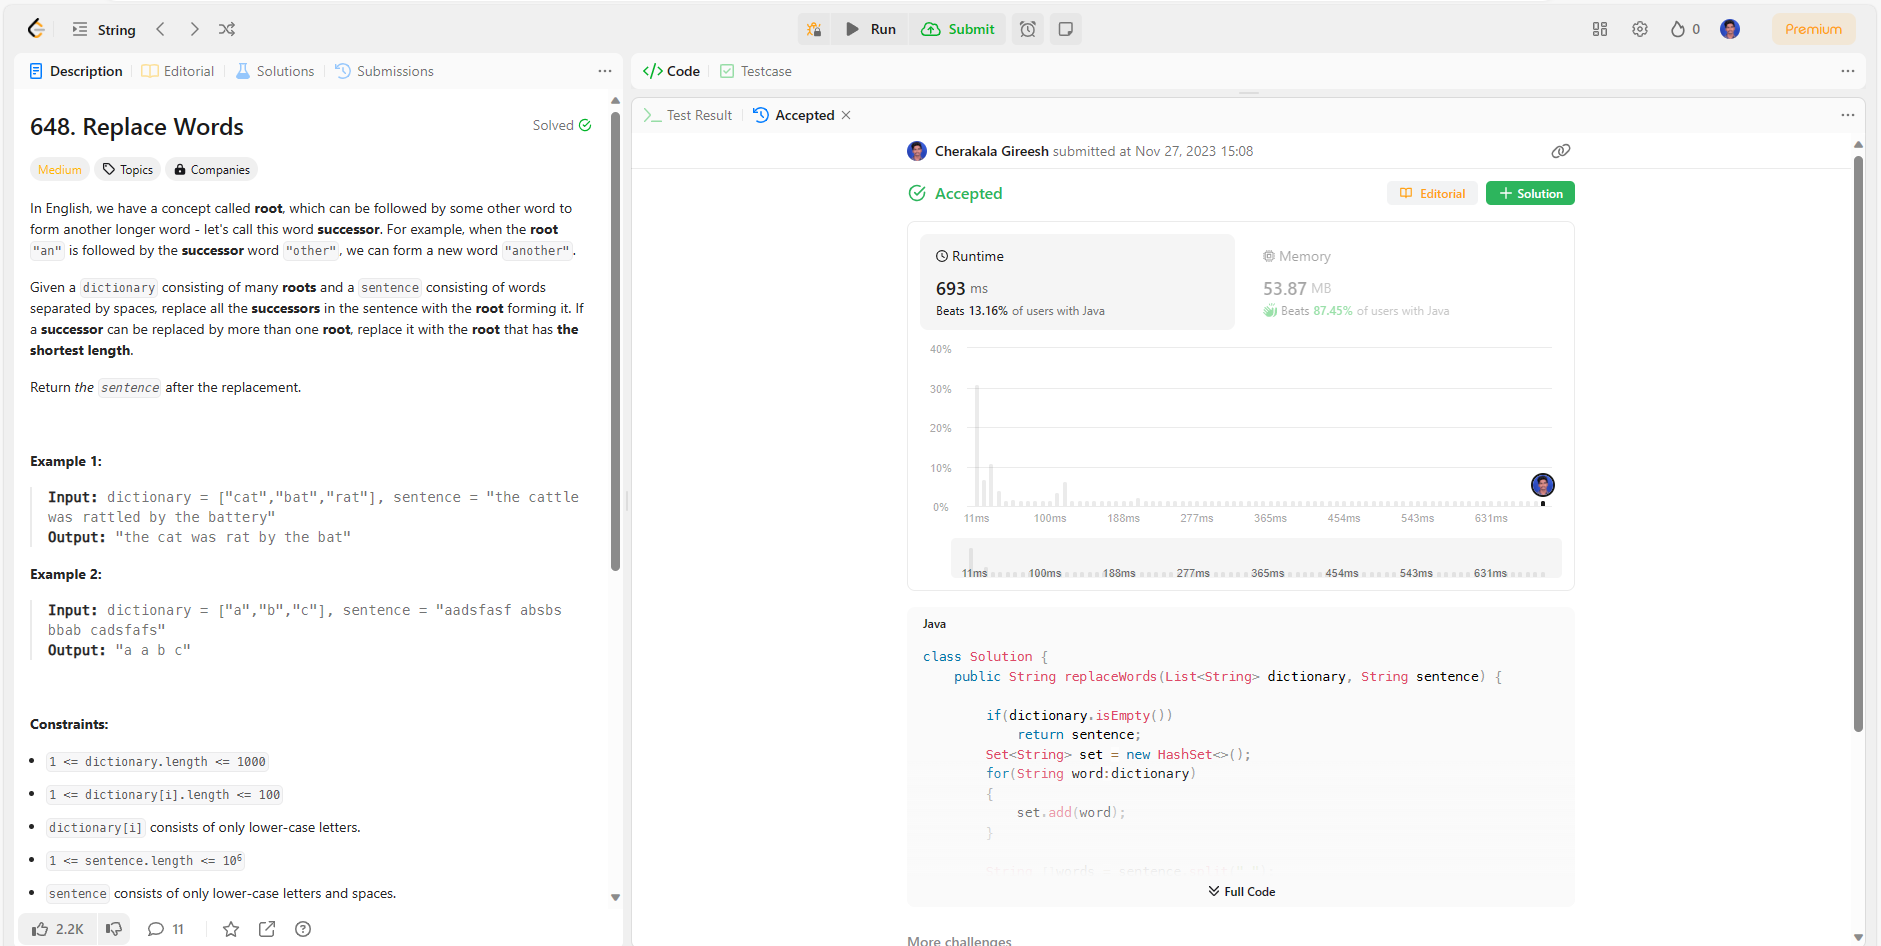 String
Run
Submit
0
Premium
Description
Editorial
Solutions
Submissions
648. Replace Words
Solved
Medium
Topics
Companies
In English, we have a concept called root, which can be followed by some other word to
form another longer word - let's call this word successor. For example, when the root
"an" is followed by the successor word "other", we can form a new word "another".
Given a dictionary consisting of many roots and a sentence consisting of words
separated by spaces, replace all the successors in the sentence with the root forming it. If
a successor can be replaced by more than one root, replace it with the root that has the
shortest length.
Return the sentence after the replacement.
Example 1:
Input: dictionary = ["cat","bat","rat"], sentence = "the cattle
was rattled by the battery"
Output: "the cat was rat by the bat"
Example 2:
Input: dictionary = ["a","b","c"], sentence = "aadsfasf absbs
bbab cadsfafs"
Output: "a a b c"
Constraints:
1 <= dictionary.length <= 1000
1 <= dictionary[i].length <= 100
dictionary[i] consists of only lower-case letters.
1 <= sentence.length <= 10⁶
sentence consists of only lower-case letters and spaces.
2.2K
11
</> Code
Testcase
Test Result
Accepted
Cherakala Gireesh submitted at Nov 27, 2023 15:08
Accepted
Editorial
Solution
Runtime
693 ms
Beats 13.16% of users with Java
Memory
53.87 MB
Beats 87.45% of users with Java
40%
30%
20%
10%
0%
11ms 100ms 188ms 277ms 365ms 454ms 543ms 631ms
11ms 100ms 188ms 277ms 365ms 454ms 543ms 631ms
Java
class Solution {
public String replaceWords(List<String> dictionary, String sentence) {
if(dictionary.isEmpty())
return sentence;
Set<String> set = new HashSet<>();
for(String word:dictionary)
{
set.add(word);
}
Full Code
More challenges